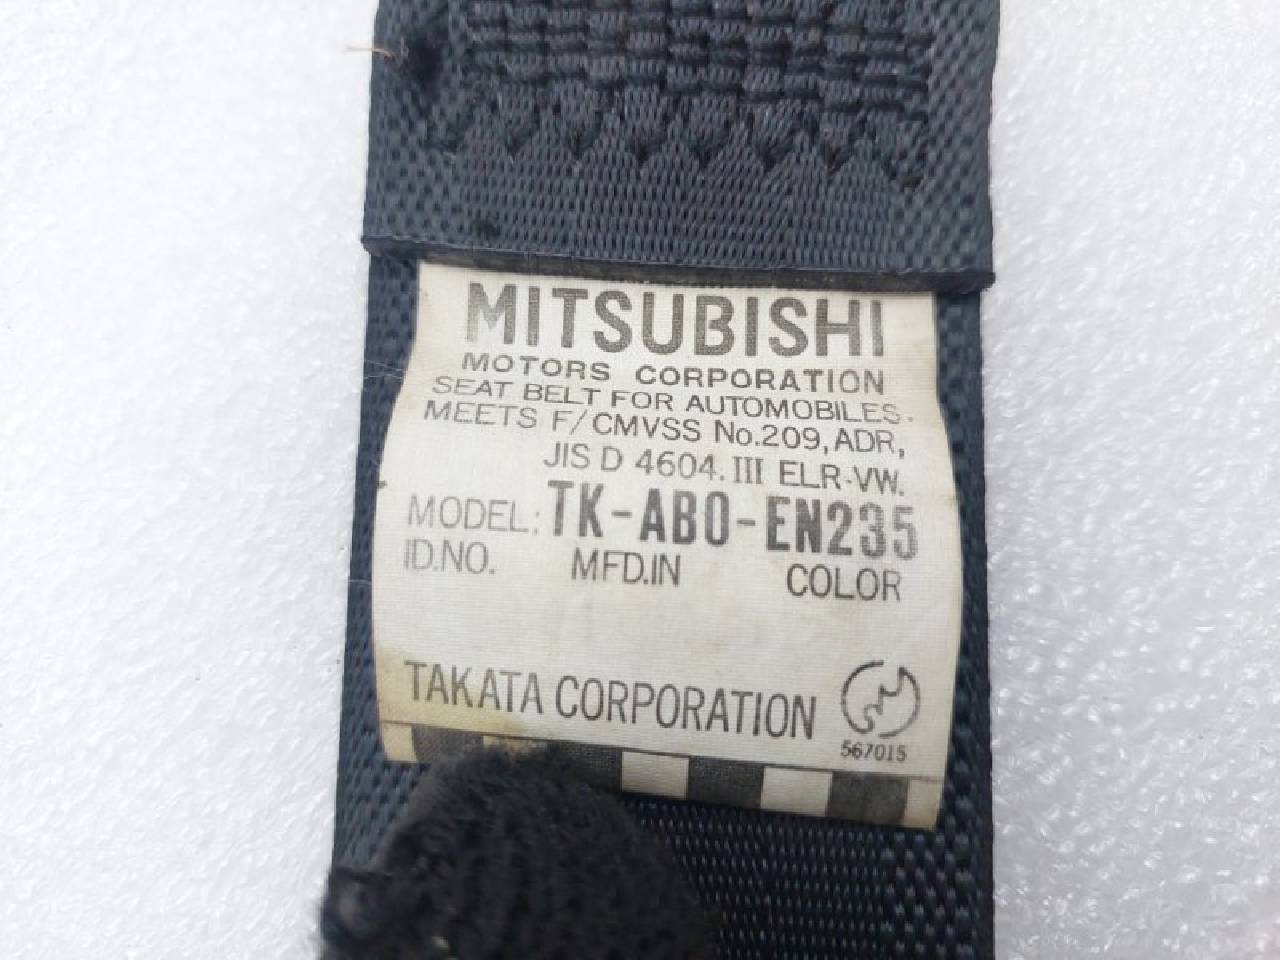 MITSUBISHI
MOTORS CORPORATION
SEAT BELT FOR AUTOMOBILES.
MEETS F/CMVSS No.209, ADR,
JIS D 4604. III ELR-VW.
MODEL: TK-AB0-EN235
ID.NO. MFD.IN COLOR
TAKATA CORPORATION
567015